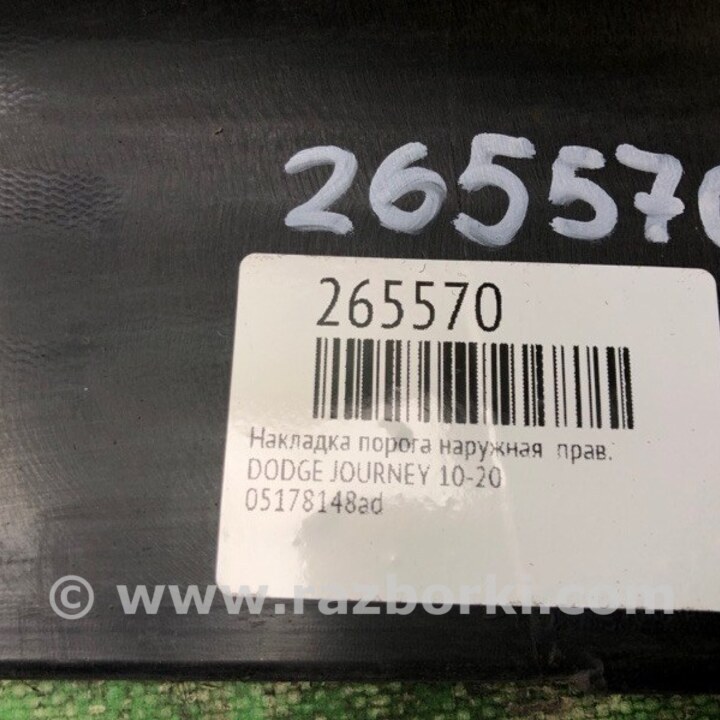 265570
265570
Накладка порога наружная прав.
DODGE JOURNEY 10-20
05178148ad
© www.razborki.com